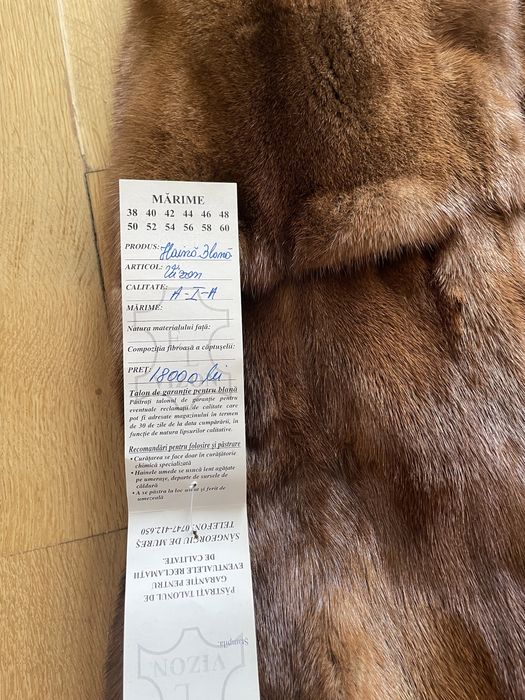 MĂRIME
38 40 42 44 46 48
50 52 54 56 58 60
PRODUS: Haină Blană
ARTICOL: Vizon
CALITATE: A-I-A
MĂRIME:
Natura materialului față:
Compoziția fibroasă a căptușelii:
PREȚ: 18000 lei
Talon de garanție pentru blană
Păstrați talonul de garanție pentru
eventuale reclamații de calitate care
pot fi adresate magazinului în termen
de 30 de zile de la data cumpărării, în
funcție de natura lipsurilor calitative.
Recomandări pentru folosire și păstrare
• Curățarea se face doar în curățătorie
chimică specializată
• Hainele umede se usucă lent agățate
pe umerașe, departe de sursele de
căldură
• A se păstra la loc uscat și ferit de
umezeală
PĂSTRAȚI TALONUL DE
GARANȚIE PENTRU
EVENTUALELE RECLAMAȚII
DE CALITATE.
SÂNGEORGIU DE MUREȘ
TELEFON: 0747-412.650
Ștampilă:
VIZON